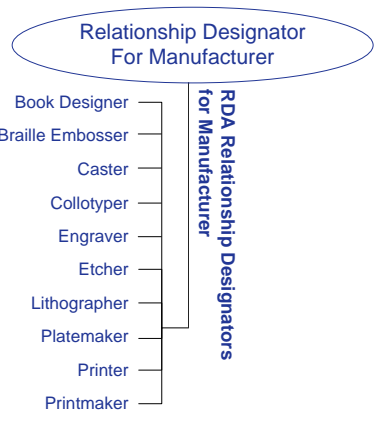 Relationship Designator
For Manufacturer
RDA Relationship Designators
for Manufacturer
Book Designer
Braille Embosser
Caster
Collotyper
Engraver
Etcher
Lithographer
Platemaker
Printer
Printmaker